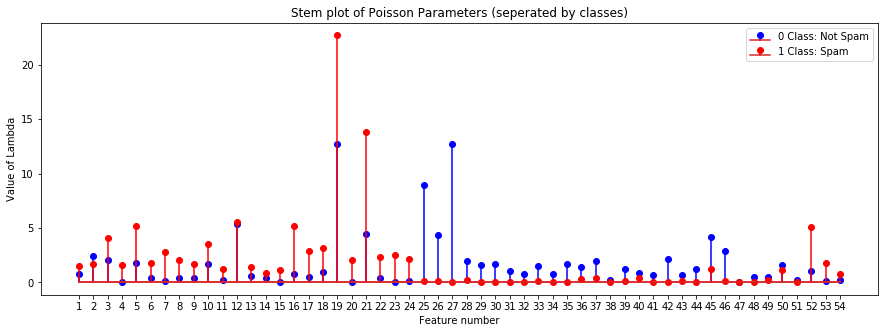 Stem plot of Poisson Parameters (seperated by classes)
0 Class: Not Spam
1 Class: Spam
Value of Lambda
20
15
10
5
0
1 2 3 4 5 6 7 8 9 10 11 12 13 14 15 16 17 18 19 20 21 22 23 24 25 26 27 28 29 30 31 32 33 34 35 36 37 38 39 40 41 42 43 44 45 46 47 48 49 50 51 52 53 54
Feature number